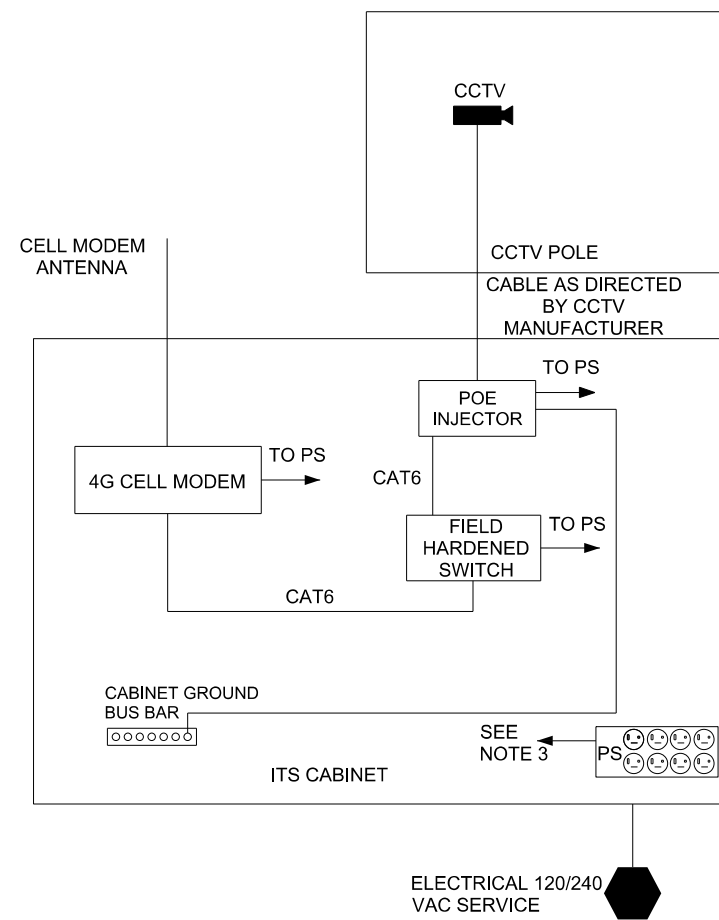 CCTV
CCTV POLE
CELL MODEM
ANTENNA
CABLE AS DIRECTED
BY CCTV
MANUFACTURER
TO PS
POE
INJECTOR
TO PS
4G CELL MODEM
CAT6
TO PS
FIELD
HARDENED
SWITCH
CAT6
CABINET GROUND
BUS BAR
SEE
NOTE 3
PS
ITS CABINET
ELECTRICAL 120/240
VAC SERVICE